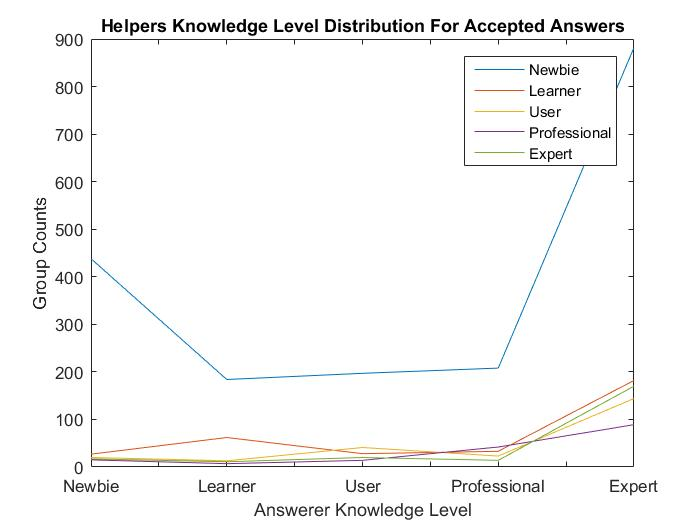 Helpers Knowledge Level Distribution For Accepted Answers
900
800
700
600
500
400
300
200
100
0
Group Counts
Newbie
Learner
User
Professional
Expert
Newbie Learner User Professional Expert
Answerer Knowledge Level